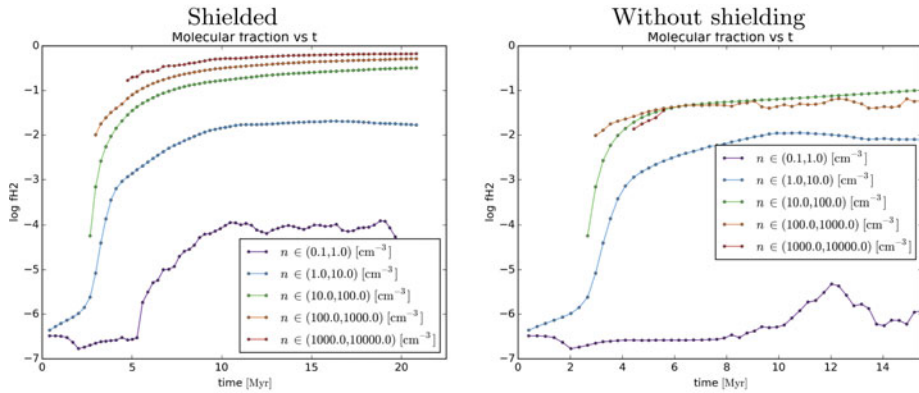 Shielded
Molecular fraction vs t
log fH2
0
−1
−2
−3
−4
−5
−6
−7
n ∈ (0.1,1.0) [cm⁻³]
n ∈ (1.0,10.0) [cm⁻³]
n ∈ (10.0,100.0) [cm⁻³]
n ∈ (100.0,1000.0) [cm⁻³]
n ∈ (1000.0,10000.0) [cm⁻³]
0 5 10 15 20
time [Myr]
Without shielding
Molecular fraction vs t
log fH2
0
−1
−2
−3
−4
−5
−6
−7
n ∈ (0.1,1.0) [cm⁻³]
n ∈ (1.0,10.0) [cm⁻³]
n ∈ (10.0,100.0) [cm⁻³]
n ∈ (100.0,1000.0) [cm⁻³]
n ∈ (1000.0,10000.0) [cm⁻³]
0 2 4 6 8 10 12 14
time [Myr]